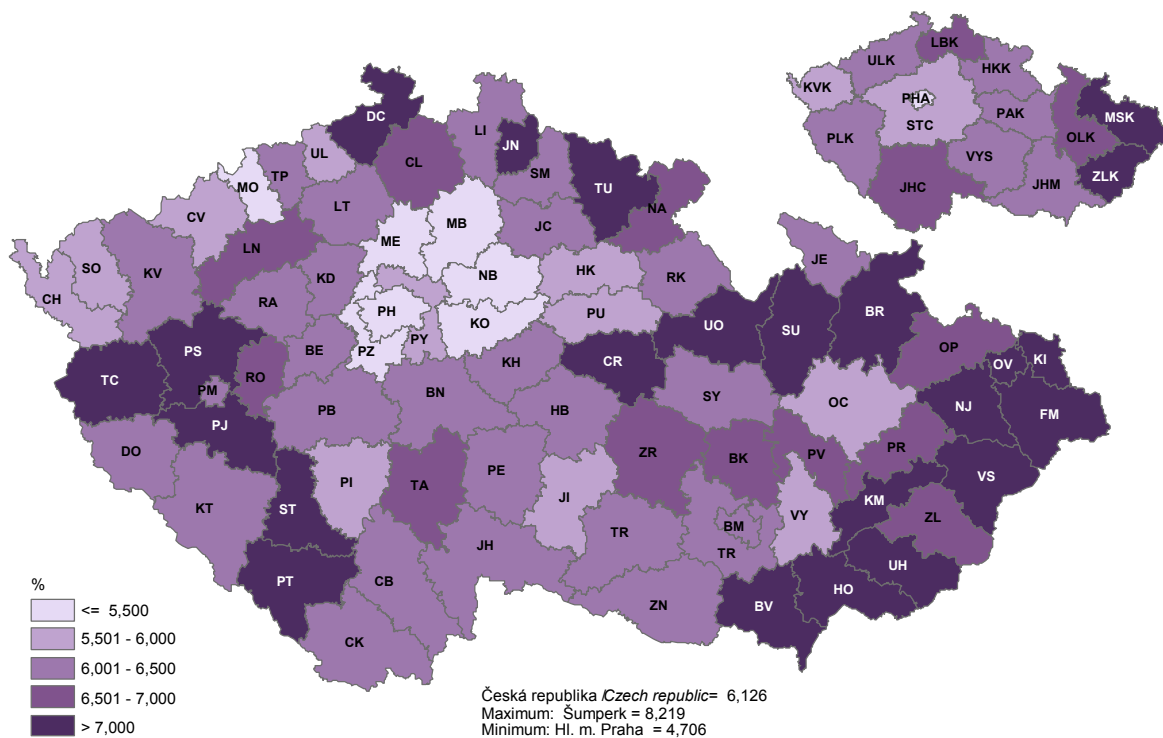 LBK
ULK
HKK
KVK
PHA
MSK
PAK
STC
OLK
PLK
VYS
ZLK
JHM
JHC
DC
LI
JN
UL
CL
SM
TU
MO
TP
NA
LT
CV
MB
JC
ME
LN
JE
SO
HK
NB
KV
KD
RK
CH
RA
PH
BR
PU
KO
UO
SU
PY
OP
PS
BE
PZ
KI
OV
CR
KH
TC
RO
PM
BN
SY
OC
NJ
PB
HB
FM
PJ
DO
PR
ZR
BK
PV
PE
VS
PI
TA
JI
KM
ST
KT
VY
ZL
BM
TR
JH
TR
UH
PT
CB
HO
ZN
BV
CK
%
<= 5,500
5,501 - 6,000
6,001 - 6,500
6,501 - 7,000
> 7,000
Česká republika /Czech republic= 6,126
Maximum: Šumperk = 8,219
Minimum: Hl. m. Praha = 4,706